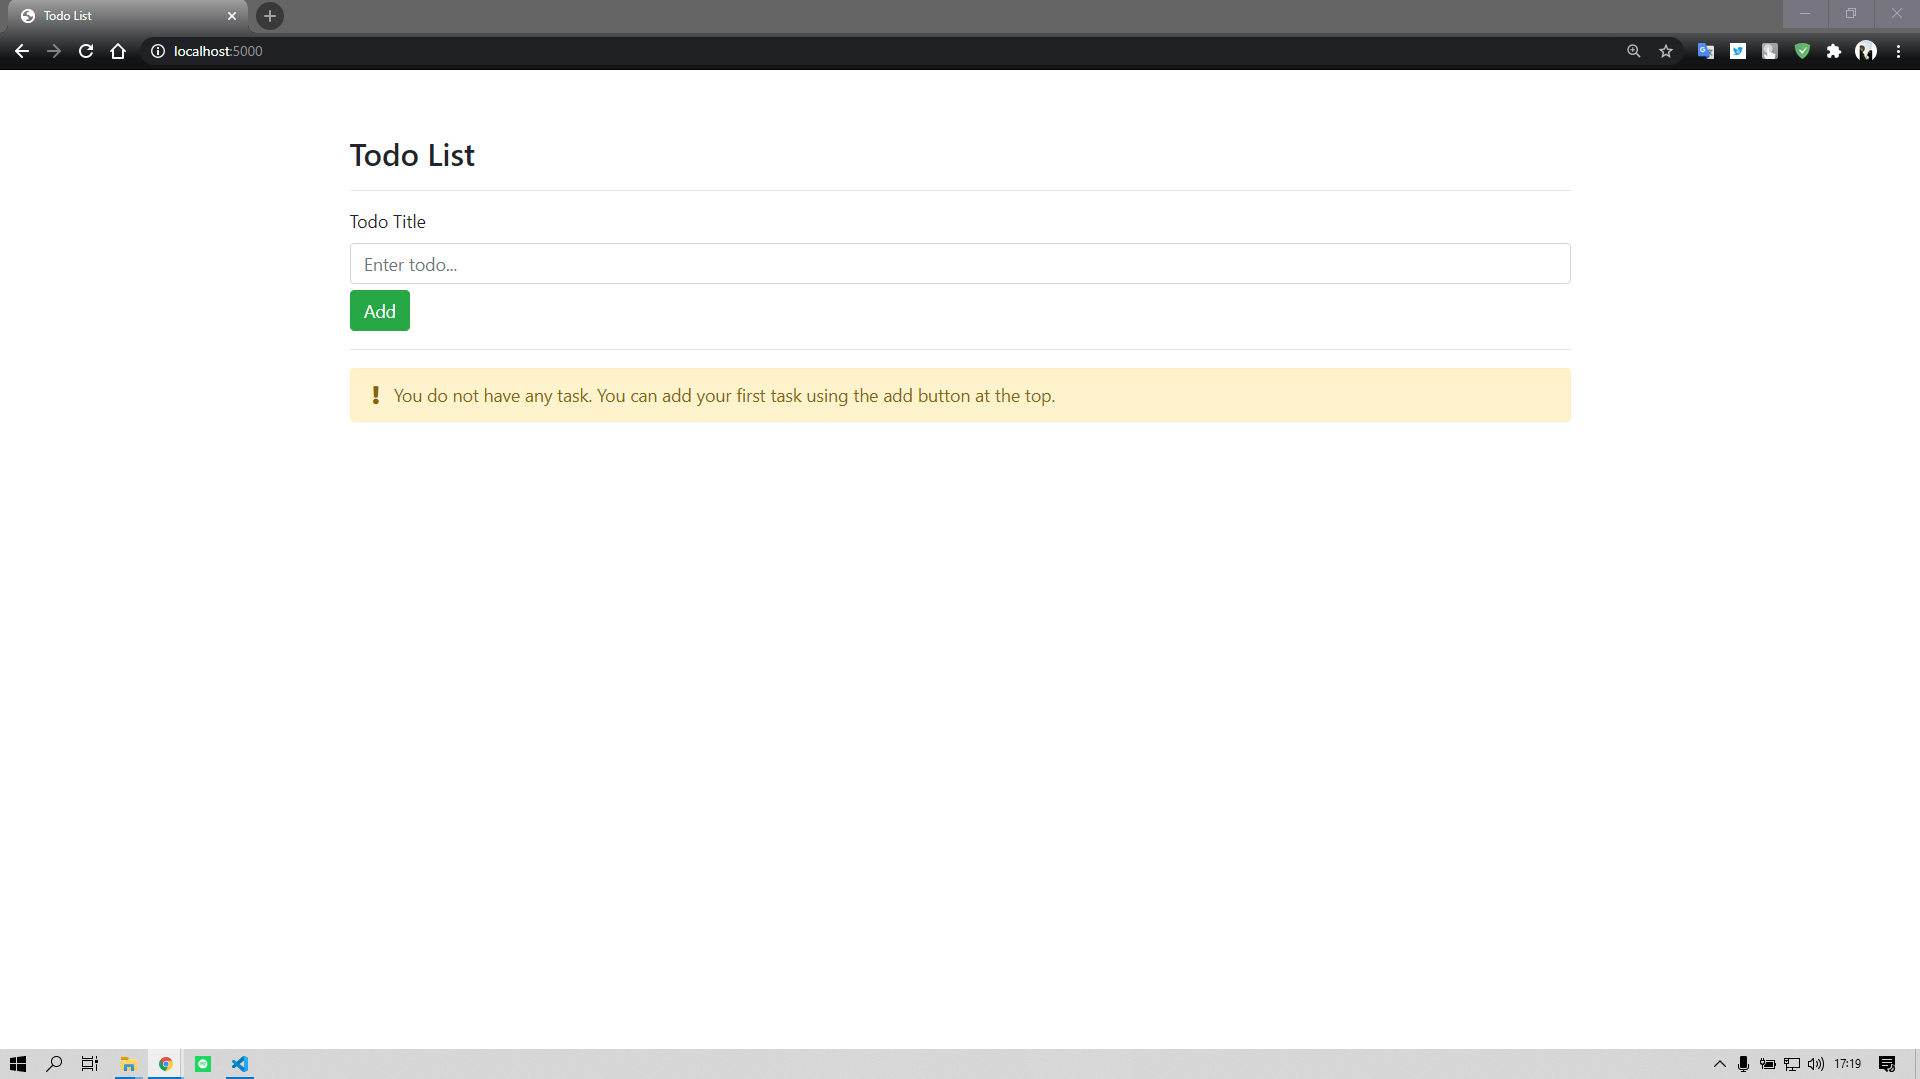 Todo List
localhost:5000
Todo List
Todo Title
Enter todo...
Add
You do not have any task. You can add your first task using the add button at the top.
17:19